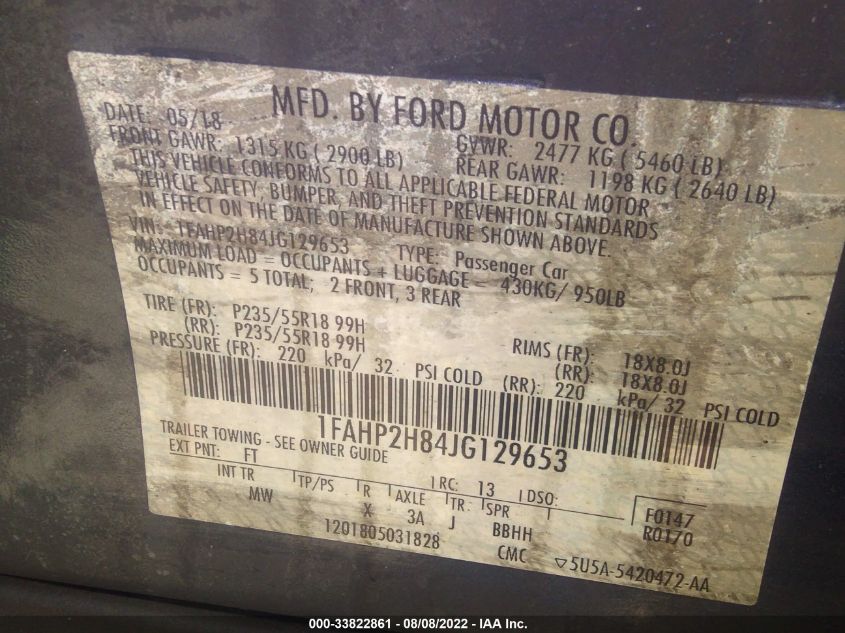 MFD. BY FORD MOTOR CO.
DATE: 05/18 GVWR: 2477 KG ( 5460 LB)
FRONT GAWR: 1315 KG ( 2900 LB) REAR GAWR: 1198 KG ( 2640 LB)
THIS VEHICLE CONFORMS TO ALL APPLICABLE FEDERAL MOTOR
VEHICLE SAFETY, BUMPER, AND THEFT PREVENTION STANDARDS
IN EFFECT ON THE DATE OF MANUFACTURE SHOWN ABOVE.
VIN: 1FAHP2H84JG129653 TYPE: Passenger Car
MAXIMUM LOAD = OCCUPANTS + LUGGAGE = 430KG/ 950LB
OCCUPANTS = 5 TOTAL; 2 FRONT, 3 REAR
TIRE (FR): P235/55R18 99H RIMS (FR): 18X8.0J
(RR): P235/55R18 99H (RR): 18X8.0J
PRESSURE (FR): 220 kPa/ 32 PSI COLD (RR): 220 kPa/ 32 PSI COLD
1FAHP2H84JG129653
TRAILER TOWING - SEE OWNER GUIDE
EXT PNT: FT RC: 13 DSO:
INT TR TP/PS R AXLE TR SPR F0147
MW X 3A J BBHH R0170
1201805031828 CMC ▽5U5A-5420472-AA
000-33822861 - 08/08/2022 - IAA Inc.